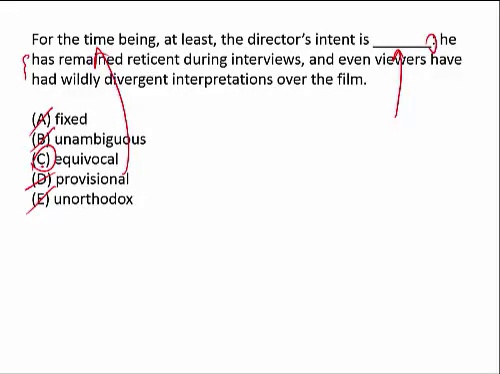 For the time being, at least, the director's intent is ________; he
has remained reticent during interviews, and even viewers have
had wildly divergent interpretations over the film.
(A) fixed
(B) unambiguous
(C) equivocal
(D) provisional
(E) unorthodox